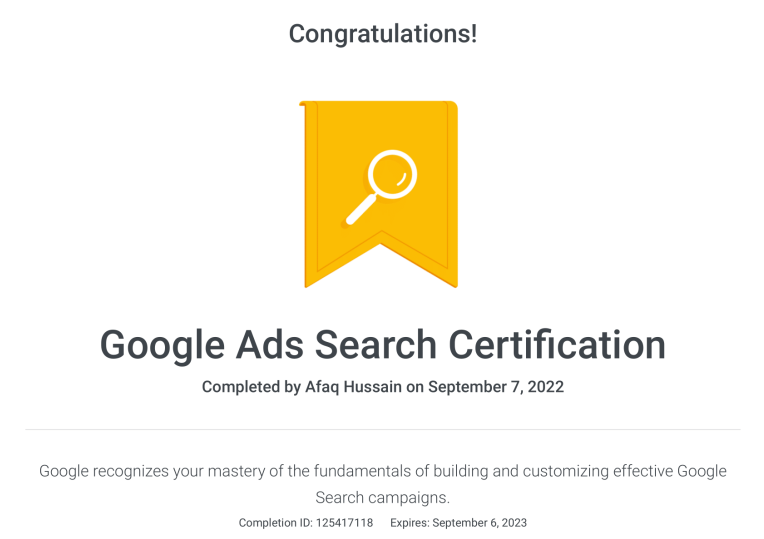 Congratulations!
Google Ads Search Certification
Completed by Afaq Hussain on September 7, 2022
Google recognizes your mastery of the fundamentals of building and customizing effective Google
Search campaigns.
Completion ID: 125417118 Expires: September 6, 2023